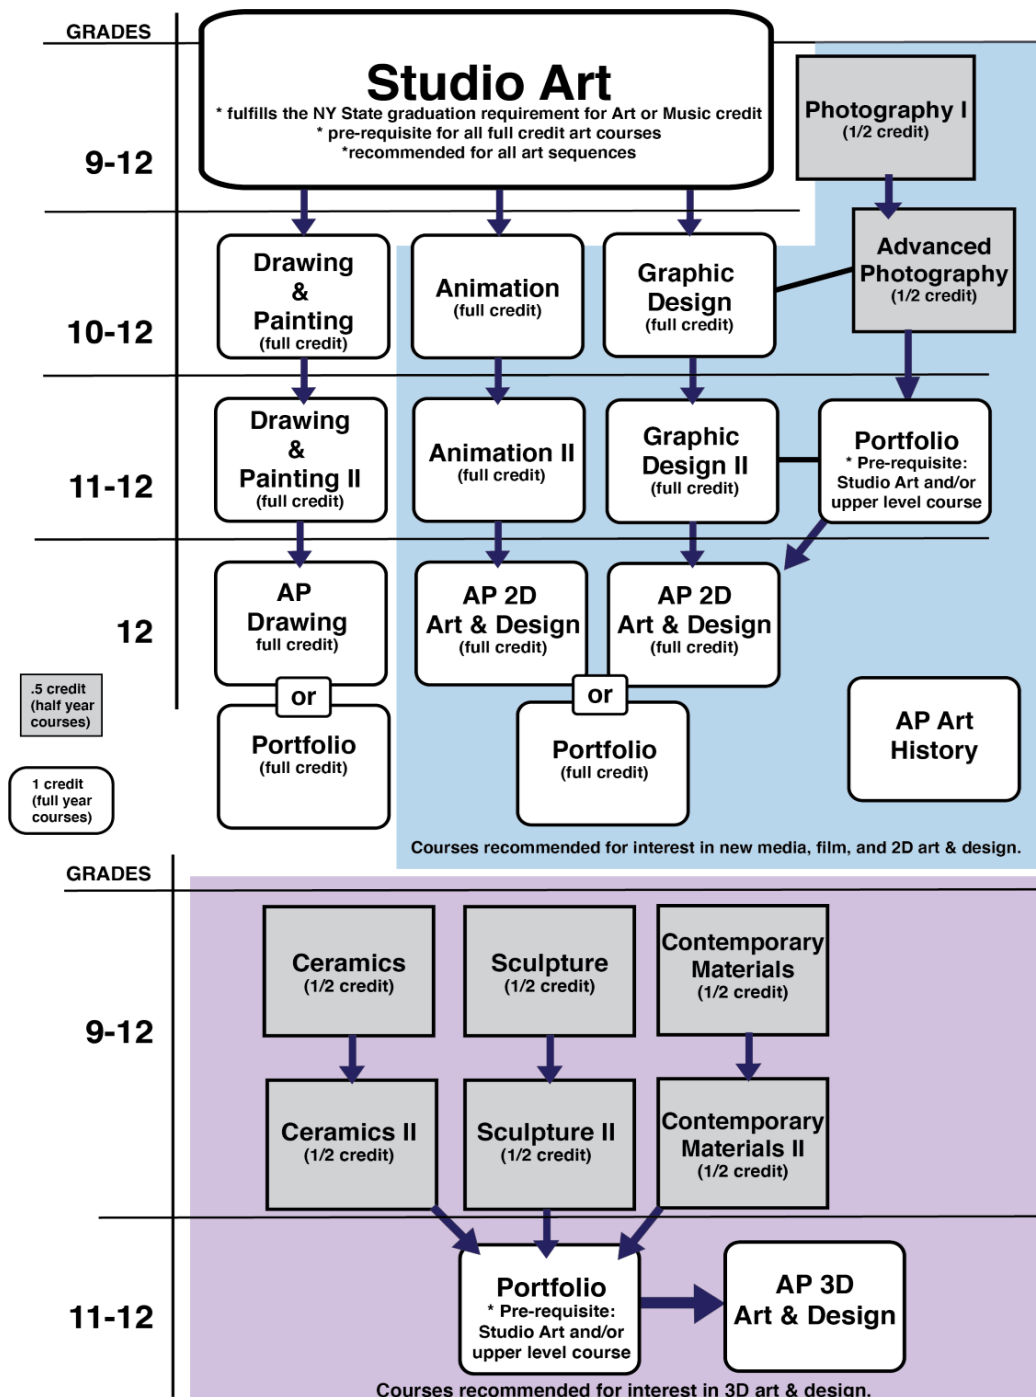 GRADES
Studio Art
* fulfills the NY State graduation requirement for Art or Music credit
* pre-requisite for all full credit art courses
*recommended for all art sequences
Photography I
(1/2 credit)
9-12
Drawing
&
Painting
(full credit)
Animation
(full credit)
Graphic
Design
(full credit)
Advanced
Photography
(1/2 credit)
10-12
Drawing
&
Painting II
(full credit)
Animation II
(full credit)
Graphic
Design II
(full credit)
Portfolio
* Pre-requisite:
Studio Art and/or
upper level course
11-12
AP
Drawing
full credit)
AP 2D
Art & Design
(full credit)
AP 2D
Art & Design
(full credit)
12
or
or
Portfolio
(full credit)
Portfolio
(full credit)
AP Art
History
.5 credit
(half year
courses)
1 credit
(full year
courses)
Courses recommended for interest in new media, film, and 2D art & design.
GRADES
Ceramics
(1/2 credit)
Sculpture
(1/2 credit)
Contemporary
Materials
(1/2 credit)
9-12
Ceramics II
(1/2 credit)
Sculpture II
(1/2 credit)
Contemporary
Materials II
(1/2 credit)
11-12
Portfolio
* Pre-requisite:
Studio Art and/or
upper level course
AP 3D
Art & Design
Courses recommended for interest in 3D art & design.